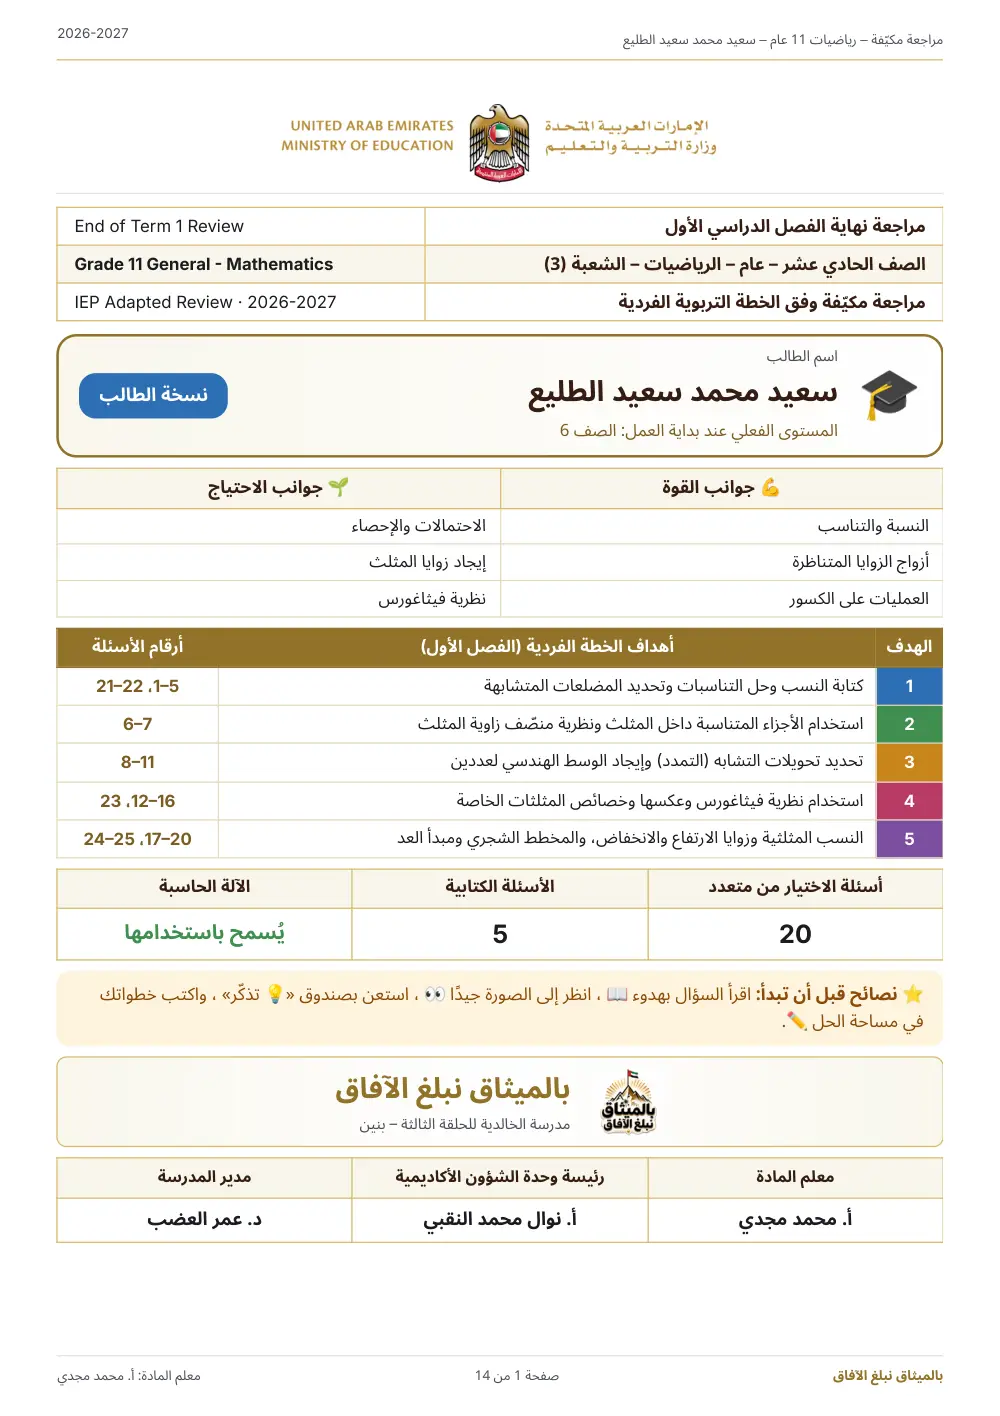 مراجعة مكيّفة – رياضيات 11 عام – سعيد محمد سعيد الطليع
2026-2027
الإمارات العربية المتحدة
وزارة التربية والتعليم
UNITED ARAB EMIRATES
MINISTRY OF EDUCATION
مراجعة نهاية الفصل الدراسي الأول
End of Term 1 Review
الصف الحادي عشر – عام – الرياضيات – الشعبة (3)
Grade 11 General - Mathematics
مراجعة مكيّفة وفق الخطة التربوية الفردية
IEP Adapted Review · 2026-2027
اسم الطالب
سعيد محمد سعيد الطليع
المستوى الفعلي عند بداية العمل: الصف 6
نسخة الطالب
💪 جوانب القوة
🌱 جوانب الاحتياج
النسبة والتناسب
الاحتمالات والإحصاء
أزواج الزوايا المتناظرة
إيجاد زوايا المثلث
العمليات على الكسور
نظرية فيثاغورس
الهدف
أهداف الخطة الفردية (الفصل الأول)
أرقام الأسئلة
1
كتابة النسب وحل التناسبات وتحديد المضلعات المتشابهة
1–5، 21–22
2
استخدام الأجزاء المتناسبة داخل المثلث ونظرية منصّف زاوية المثلث
6–7
3
تحديد تحويلات التشابه (التمدد) وإيجاد الوسط الهندسي لعددين
8–11
4
استخدام نظرية فيثاغورس وعكسها وخصائص المثلثات الخاصة
12–16، 23
5
النسب المثلثية وزوايا الارتفاع والانخفاض، والمخطط الشجري ومبدأ العد
17–20، 24–25
أسئلة الاختيار من متعدد
الأسئلة الكتابية
الآلة الحاسبة
20
5
يُسمح باستخدامها
⭐ نصائح قبل أن تبدأ: اقرأ السؤال بهدوء 📖 ، انظر إلى الصورة جيدًا 👀 ، استعن بصندوق «💡 تذكّر» ، واكتب خطواتك
في مساحة الحل ✏️.
بالميثاق
نبلغ الآفاق
بالميثاق نبلغ الآفاق
مدرسة الخالدية للحلقة الثالثة – بنين
معلم المادة
رئيسة وحدة الشؤون الأكاديمية
مدير المدرسة
أ. محمد مجدي
أ. نوال محمد النقبي
د. عمر العضب
بالميثاق نبلغ الآفاق
صفحة 1 من 14
معلم المادة: أ. محمد مجدي